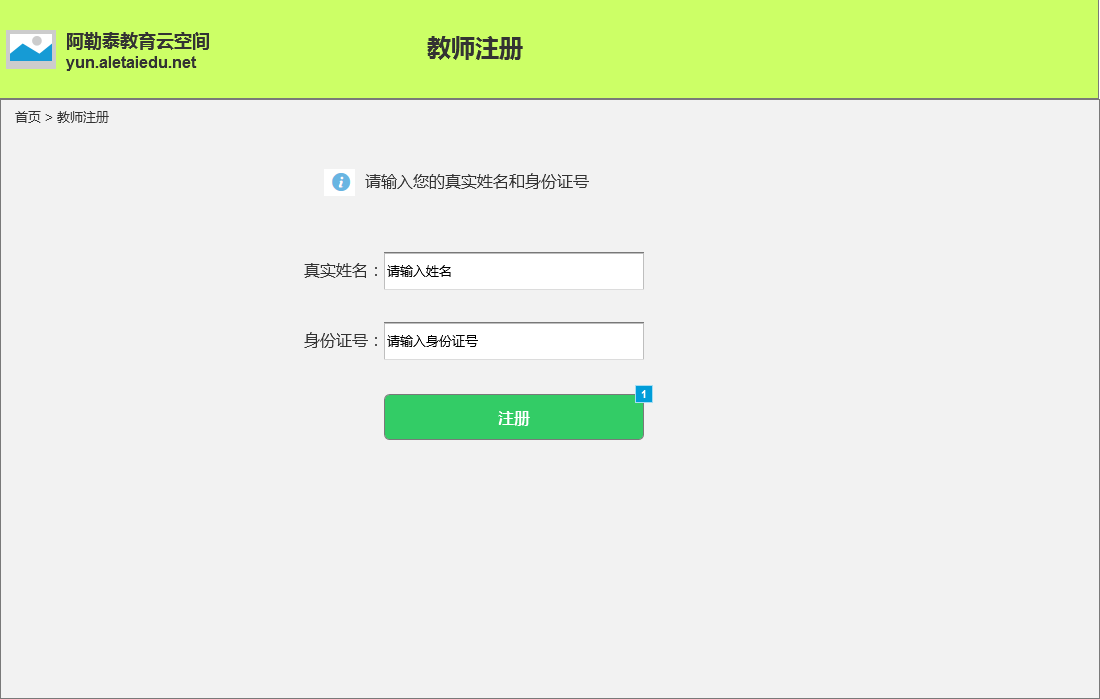 阿勒泰教育云空间
yun.aletaiedu.net
教师注册
首页 > 教师注册
请输入您的真实姓名和身份证号
真实姓名：请输入姓名
身份证号：请输入身份证号
1
注册